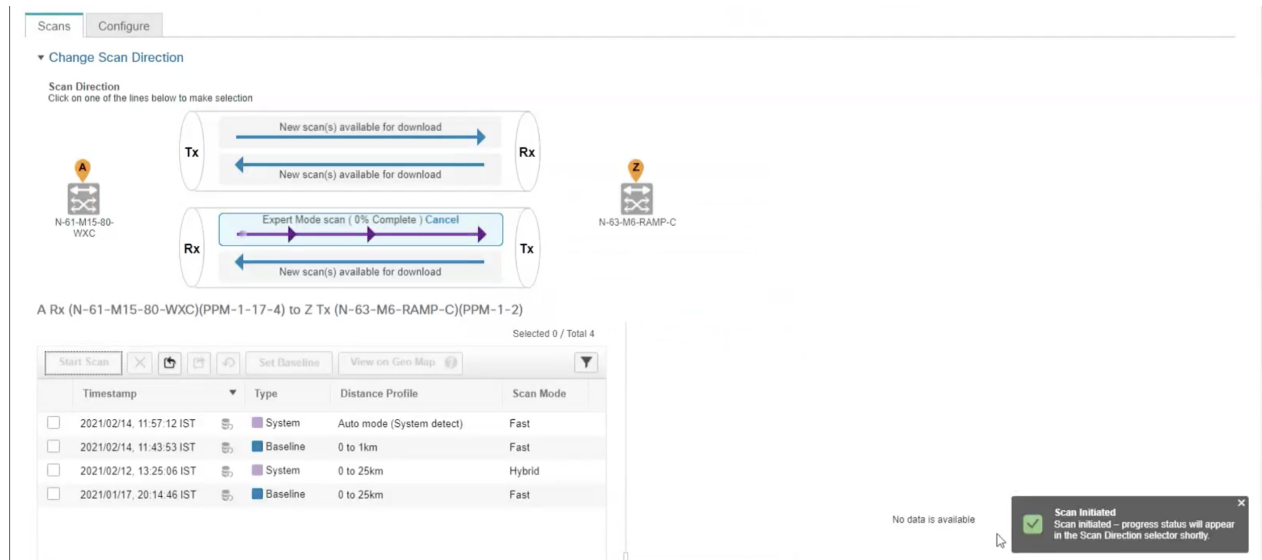 Scans
Configure
Change Scan Direction
Scan Direction
Click on one of the lines below to make selection
New scan(s) available for download
Tx
Rx
New scan(s) available for download
A
Z
N-61-M15-80-
WXC
N-63-M6-RAMP-C
Expert Mode scan ( 0% Complete ) Cancel
Rx
Tx
New scan(s) available for download
A Rx (N-61-M15-80-WXC)(PPM-1-17-4) to Z Tx (N-63-M6-RAMP-C)(PPM-1-2)
Selected 0 / Total 4
Start Scan
Set Baseline
View on Geo Map
Timestamp Type Distance Profile Scan Mode
2021/02/14, 11:57:12 IST System Auto mode (System detect) Fast
2021/02/14, 11:43:53 IST Baseline 0 to 1km Fast
2021/02/12, 13:25:06 IST System 0 to 25km Hybrid
2021/01/17, 20:14:46 IST Baseline 0 to 25km Fast
No data is available
Scan Initiated
Scan initiated – progress status will appear
in the Scan Direction selector shortly.